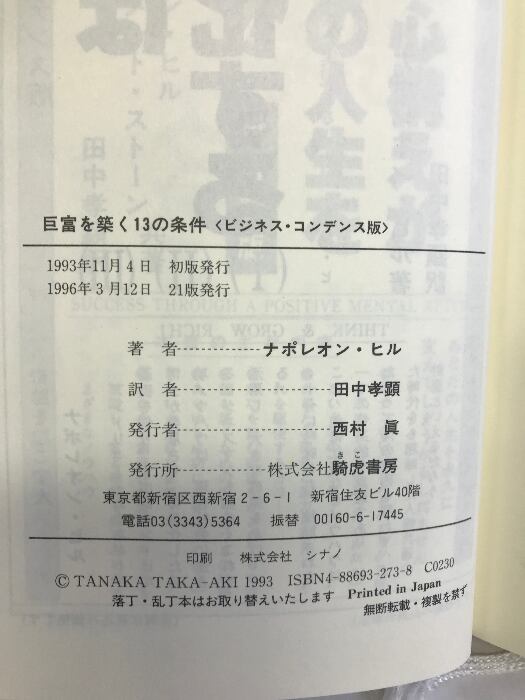 巨富を築く13の条件〈ビジネス・コンデンス版〉
1993年11月4日 初版発行
1996年3月12日 21版発行
著者…………ナポレオン・ヒル
訳者…………田中孝顕
発行者…………西村 眞
きこ
発行所…………株式会社騎虎書房
東京都新宿区西新宿2-6-1 新宿住友ビル40階
電話03(3343)5364 振替 00160-6-17445
印刷 株式会社 シナノ
© TANAKA TAKA-AKI 1993 ISBN4-88693-273-8 C0230
落丁・乱丁本はお取り替えいたします Printed in Japan
無断転載・複製を禁ず